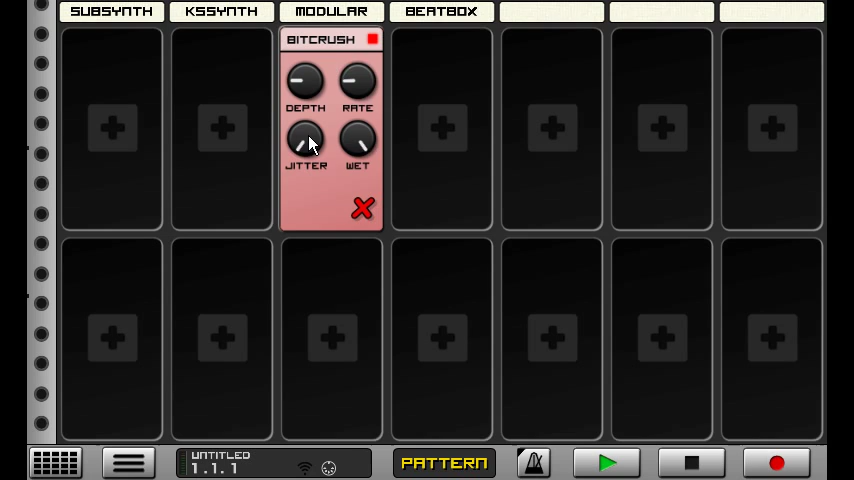 SUBSYNTH KSSYNTH MODULAR BEATBOX
BITCRUSH
DEPTH RATE
JITTER WET
UNTITLED
1.1.1
PATTERN